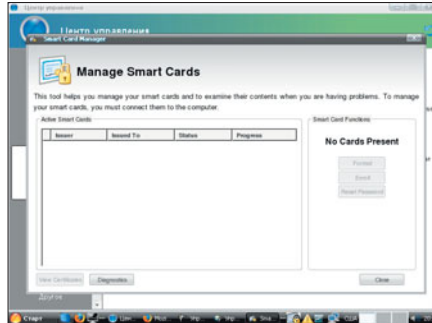 Центр управления
Центр управления
Smart Card Manager
Manage Smart Cards
This tool helps you manage your smart cards and to examine their contents when you are having problems. To manage
your smart cards, you must connect them to the computer.
Active Smart Cards
Smart Card Functions
Issuer Issued To Status Progress
No Cards Present
Format
Enroll
Reset Password
View Certificates Diagnostics Close
Другое
Старт